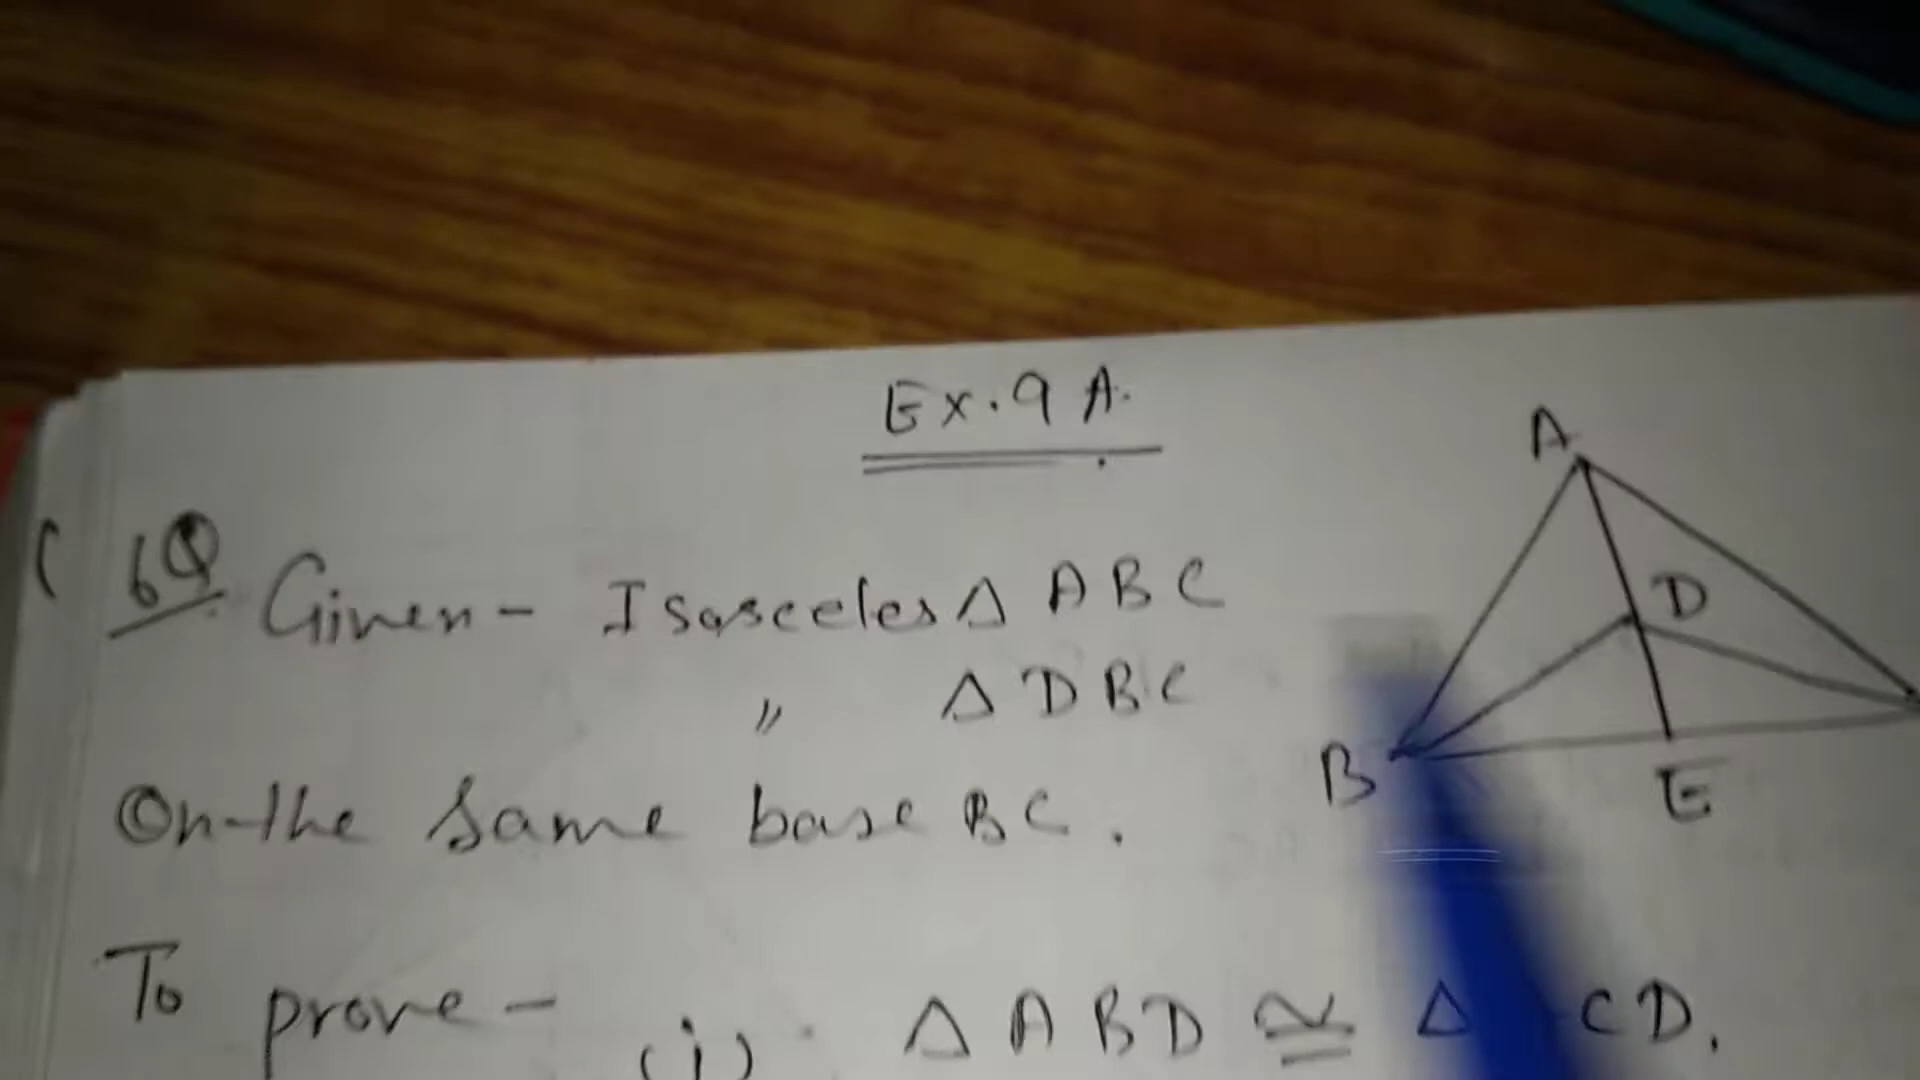 Ex. 9 A.
6Q. Given - Isosceles Δ ABC
" Δ DBC
On the same base BC.
To prove - (i) Δ ABD ≅ Δ CD.
A
D
B
E